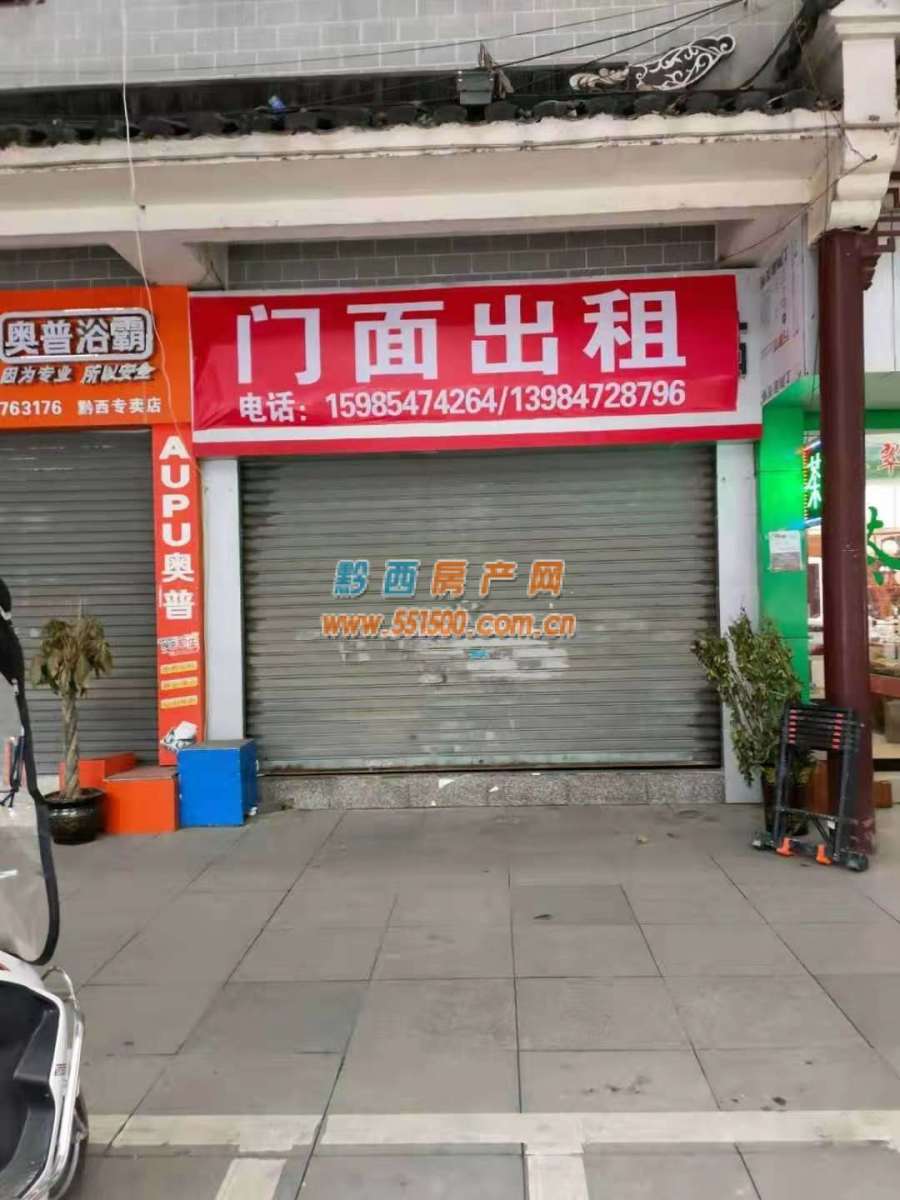 奥普浴霸
因为专业 所以安全
763176 黔西专卖店
AUPU奥普
门面出租
电话：15985474264/13984728796
茶
黔西房产网
www.551500.com.cn